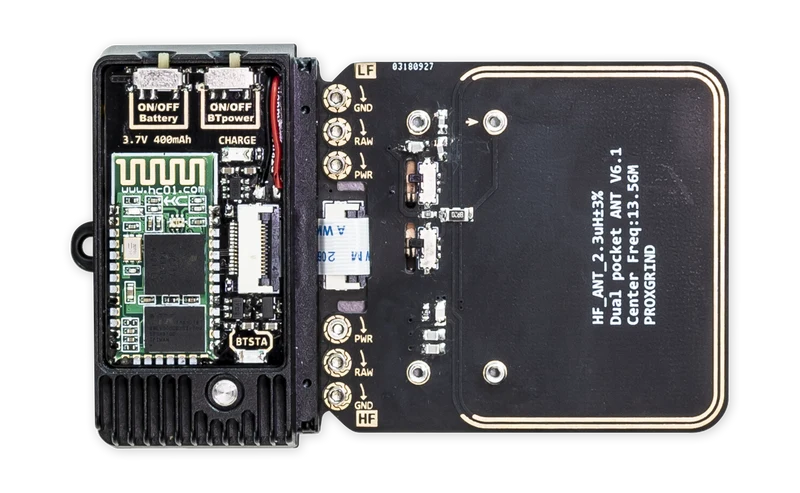 ON/OFF
Battery
ON/OFF
BTpower
3.7V 400mAh
CHARGE
www.hc01.com
HC
BTSTA
LF
03180927
GND
RAW
PWR
PWR
RAW
GND
HF
HF_ANT_2.3uH±3%
Dual pocket ANT V6.1
Center Freq:13.56M
PROXGRIND